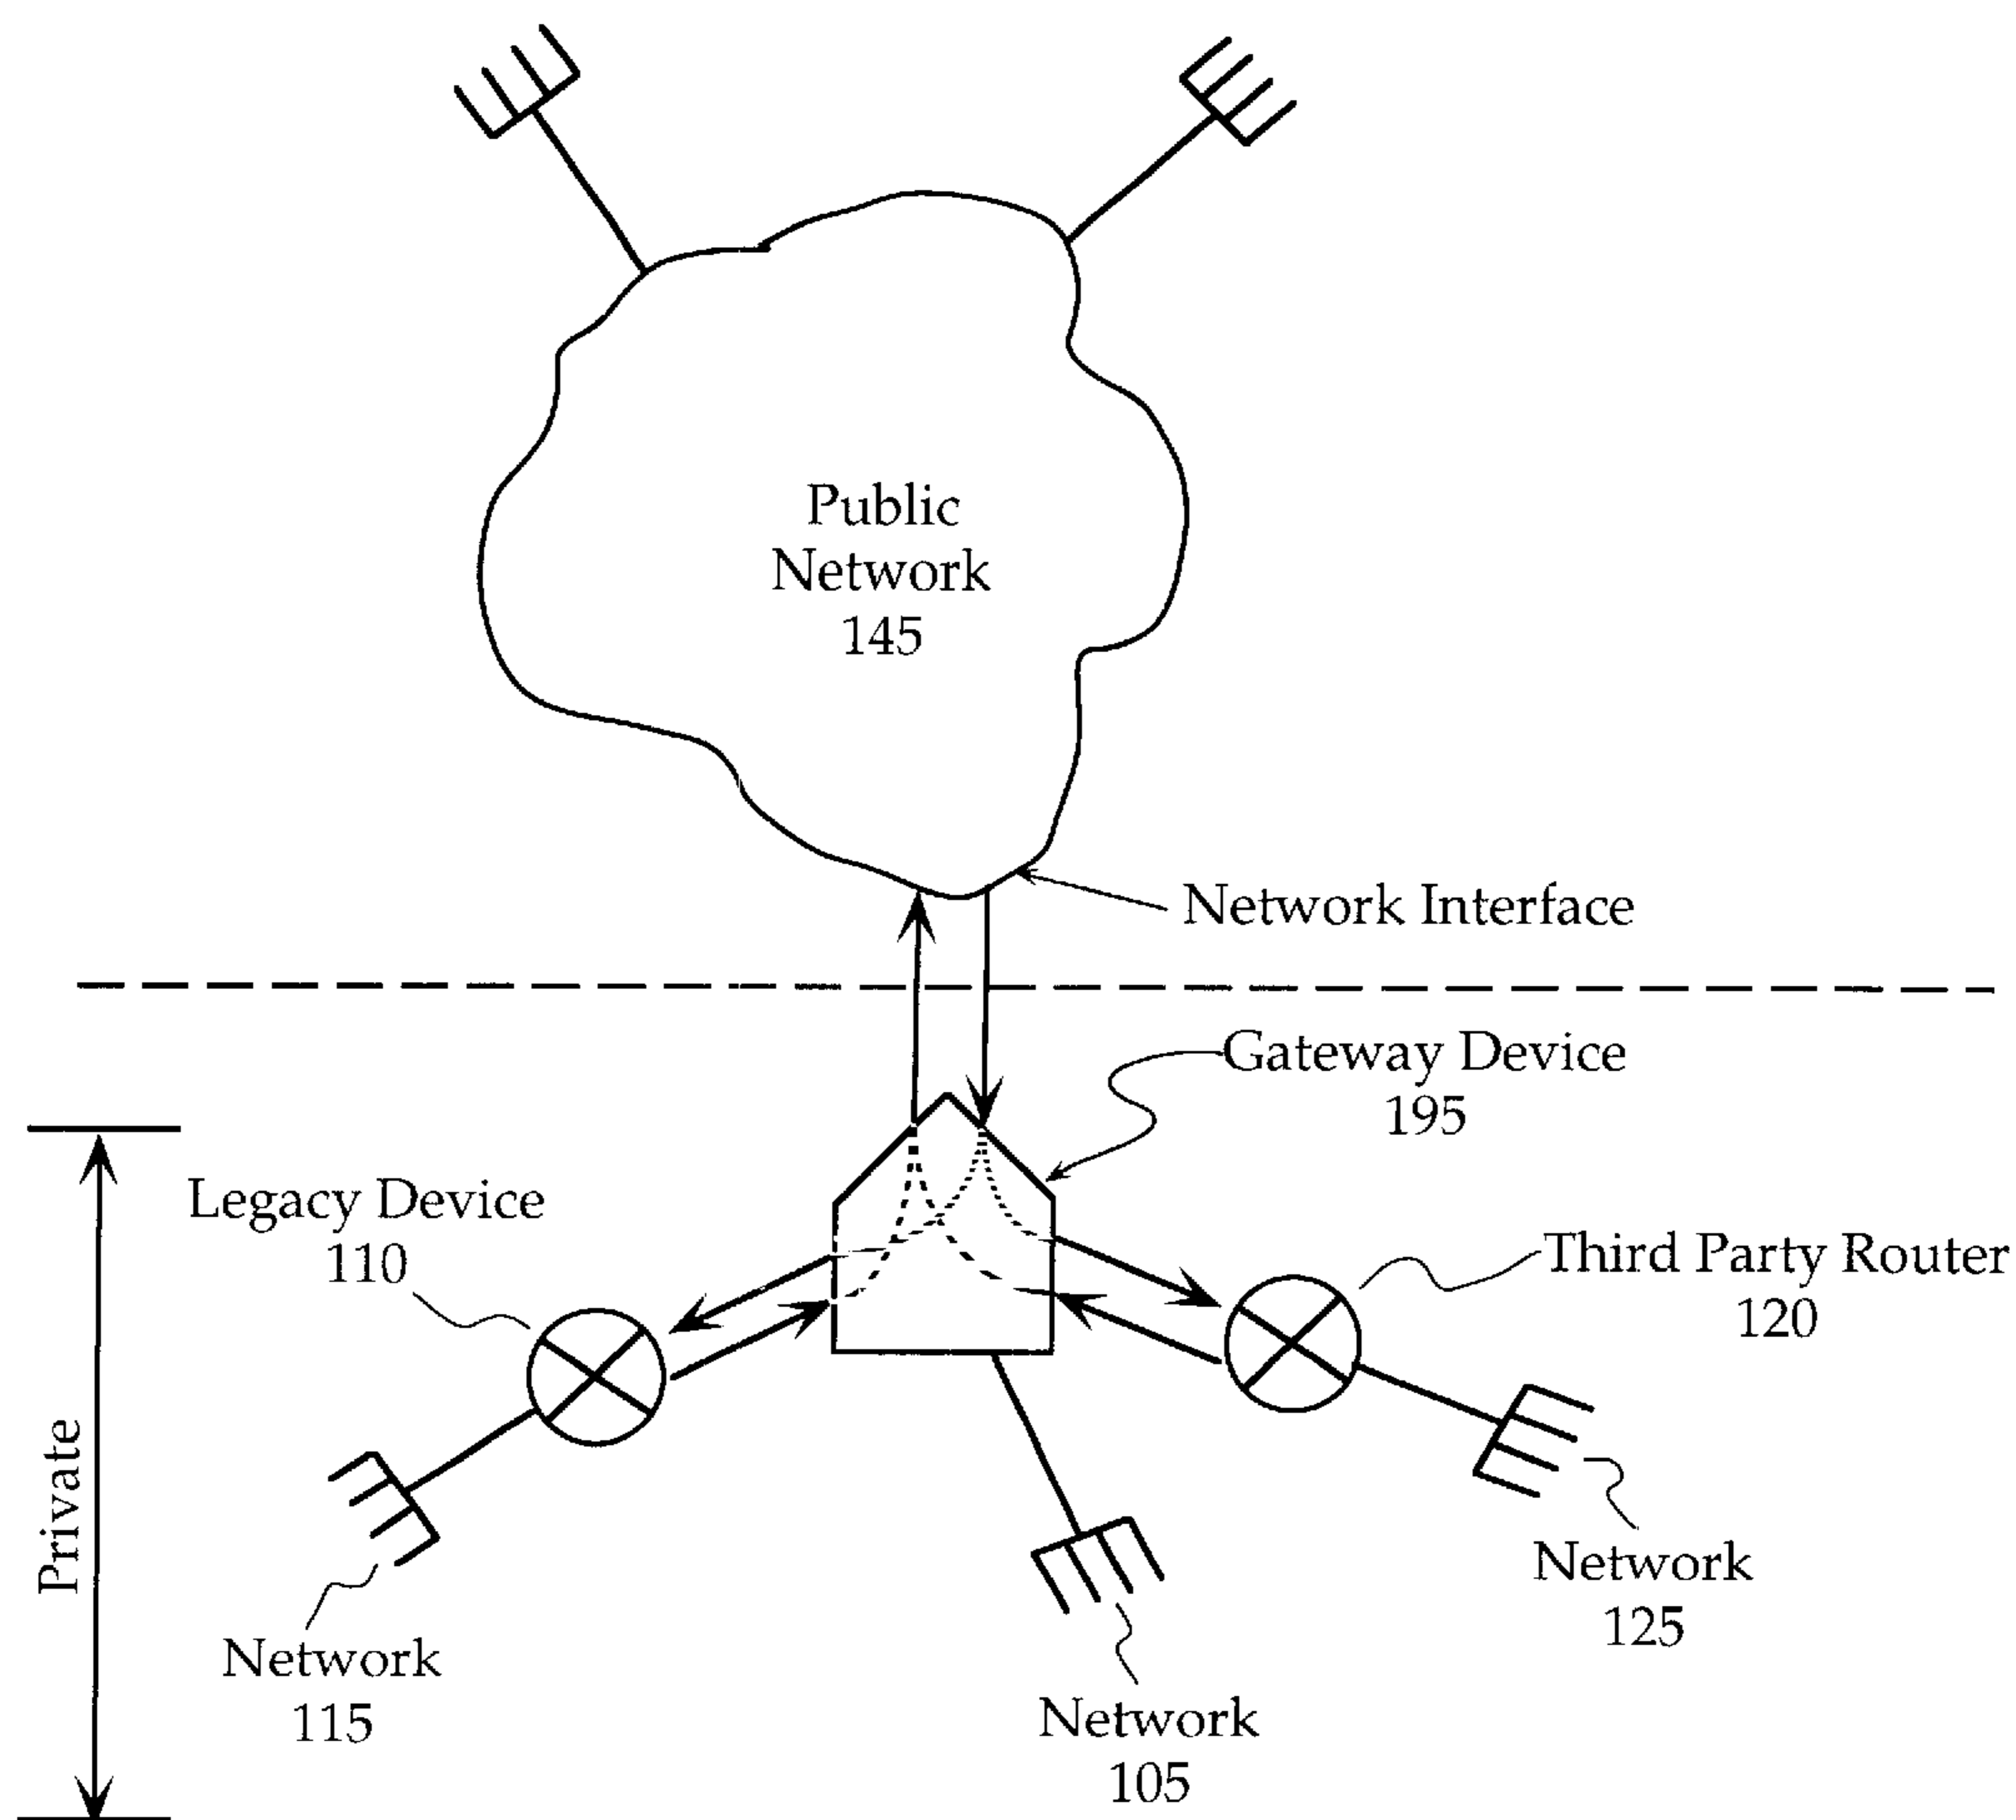 Public
Network
145
Network Interface
Gateway Device
195
Legacy Device
110
Third Party Router
120
Private
Network
125
Network
115
Network
105